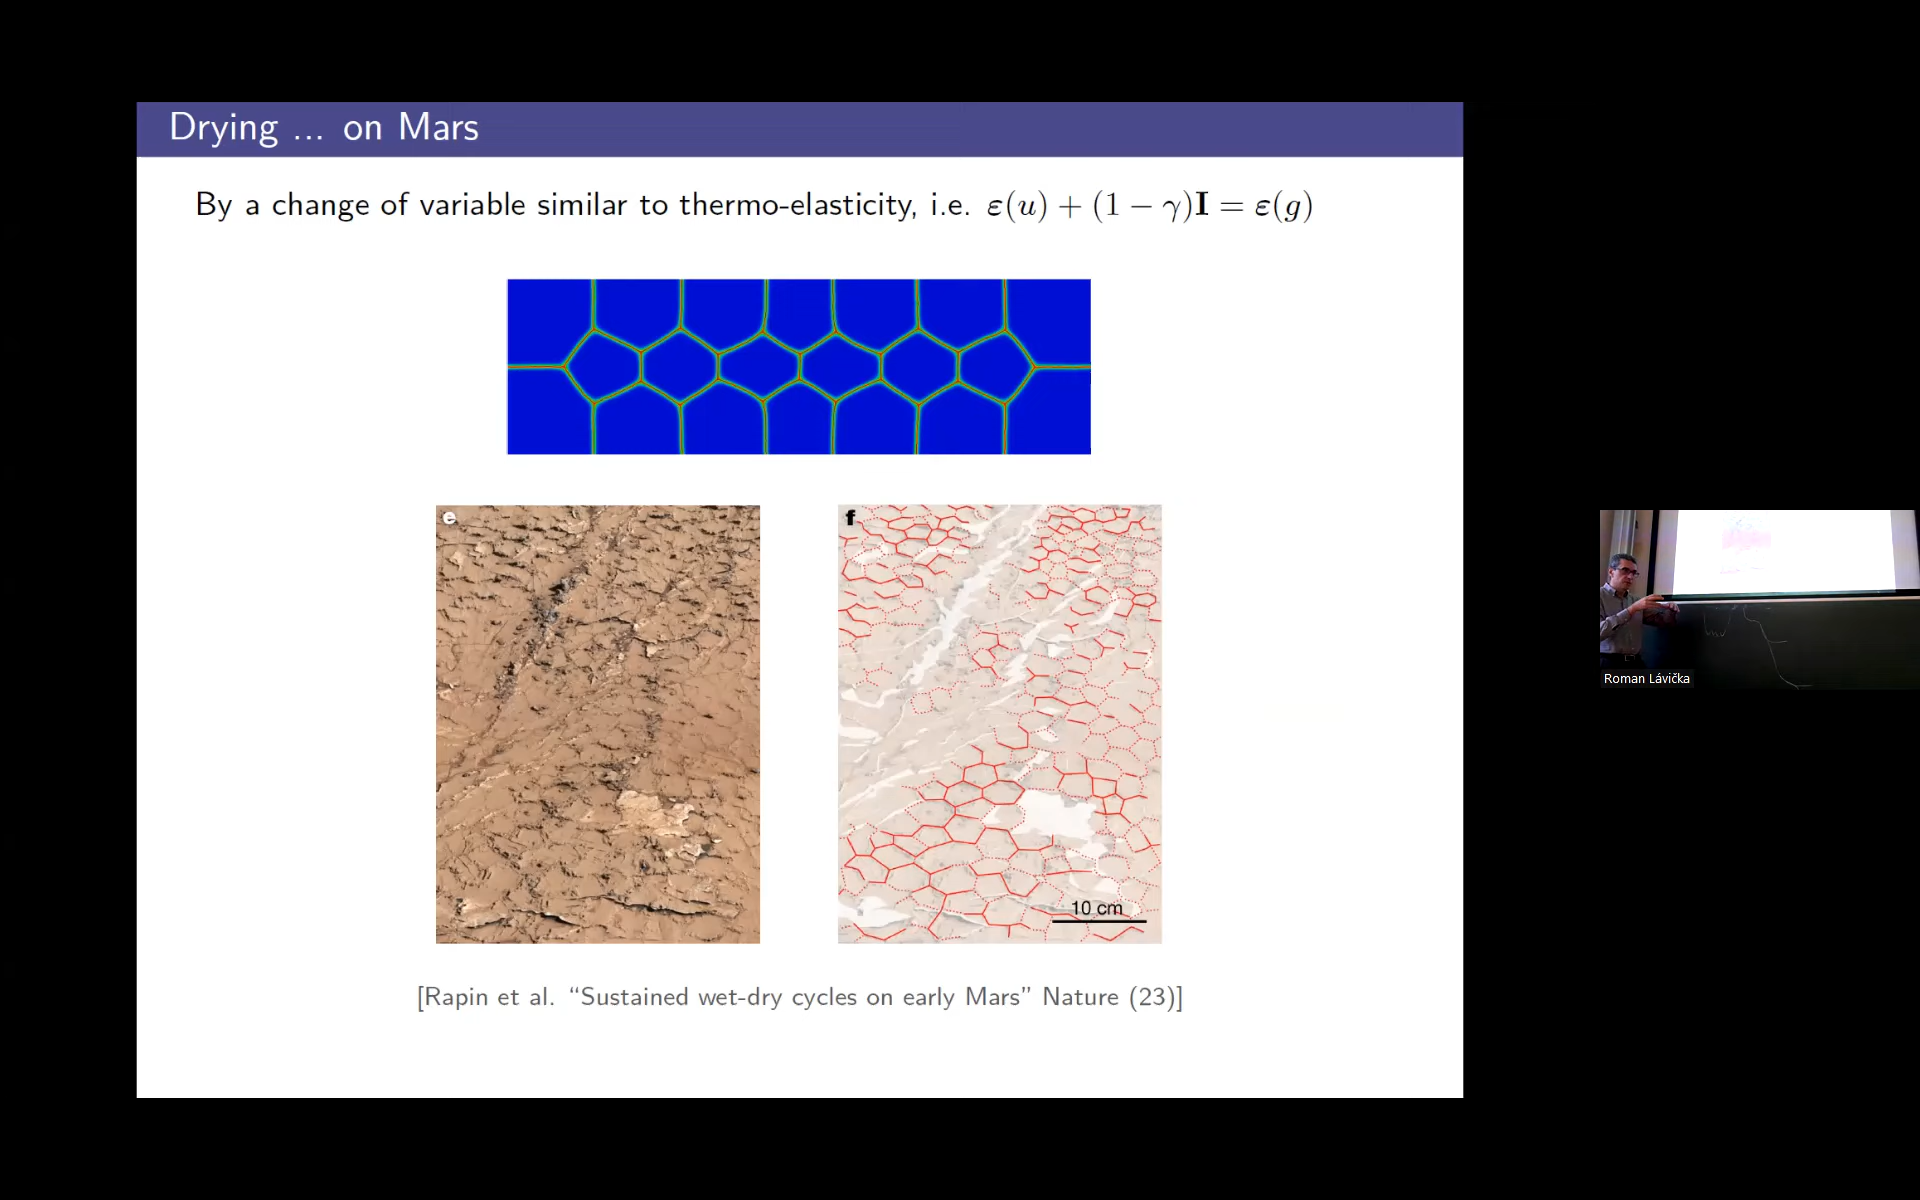 Drying ... on Mars
By a change of variable similar to thermo-elasticity, i.e. ε(u) + (1 − γ)I = ε(g)
e
f
10 cm
[Rapin et al. “Sustained wet-dry cycles on early Mars” Nature (23)]
Roman Lávička